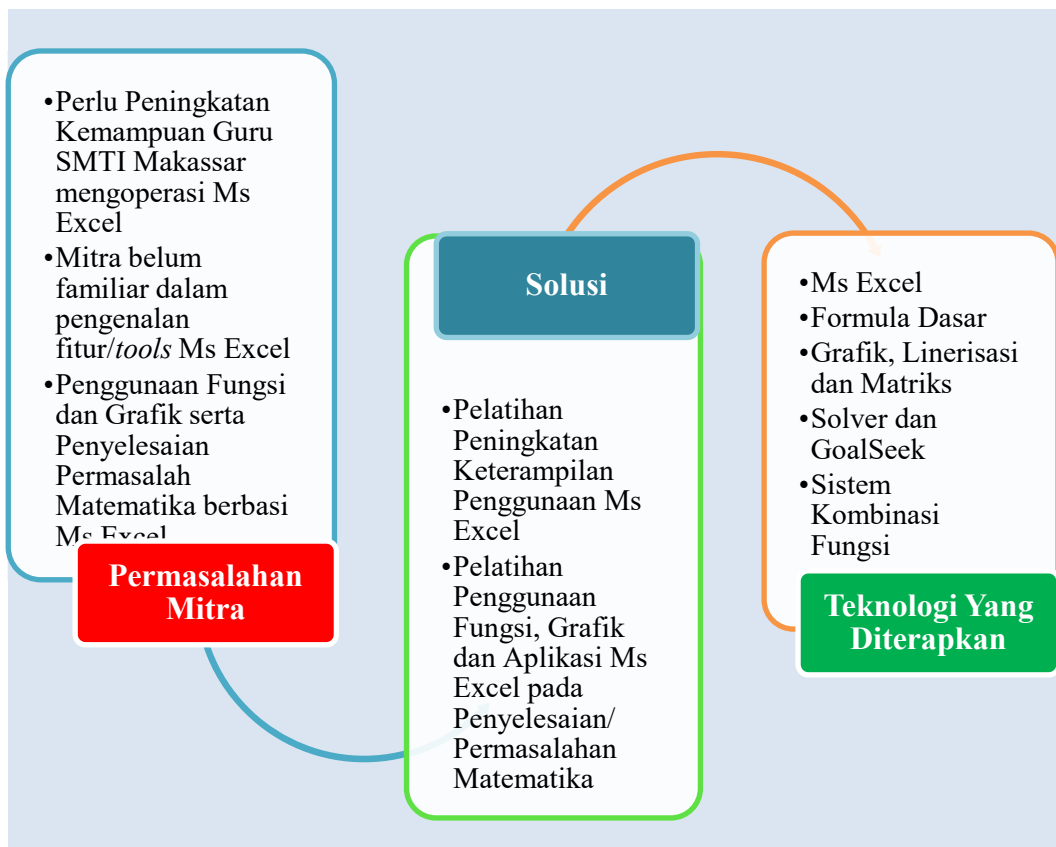 •Perlu Peningkatan
Kemampuan Guru
SMTI Makassar
mengoperasi Ms
Excel
•Mitra belum
familiar dalam
pengenalan
fitur/tools Ms Excel
•Penggunaan Fungsi
dan Grafik serta
Penyelesaian
Permasalah
Matematika berbasi
Ms Excel
Permasalahan
Mitra
Solusi
•Pelatihan
Peningkatan
Keterampilan
Penggunaan Ms
Excel
•Pelatihan
Penggunaan
Fungsi, Grafik
dan Aplikasi Ms
Excel pada
Penyelesaian/
Permasalahan
Matematika
•Ms Excel
•Formula Dasar
•Grafik, Linerisasi
dan Matriks
•Solver dan
GoalSeek
•Sistem
Kombinasi
Fungsi
Teknologi Yang
Diterapkan